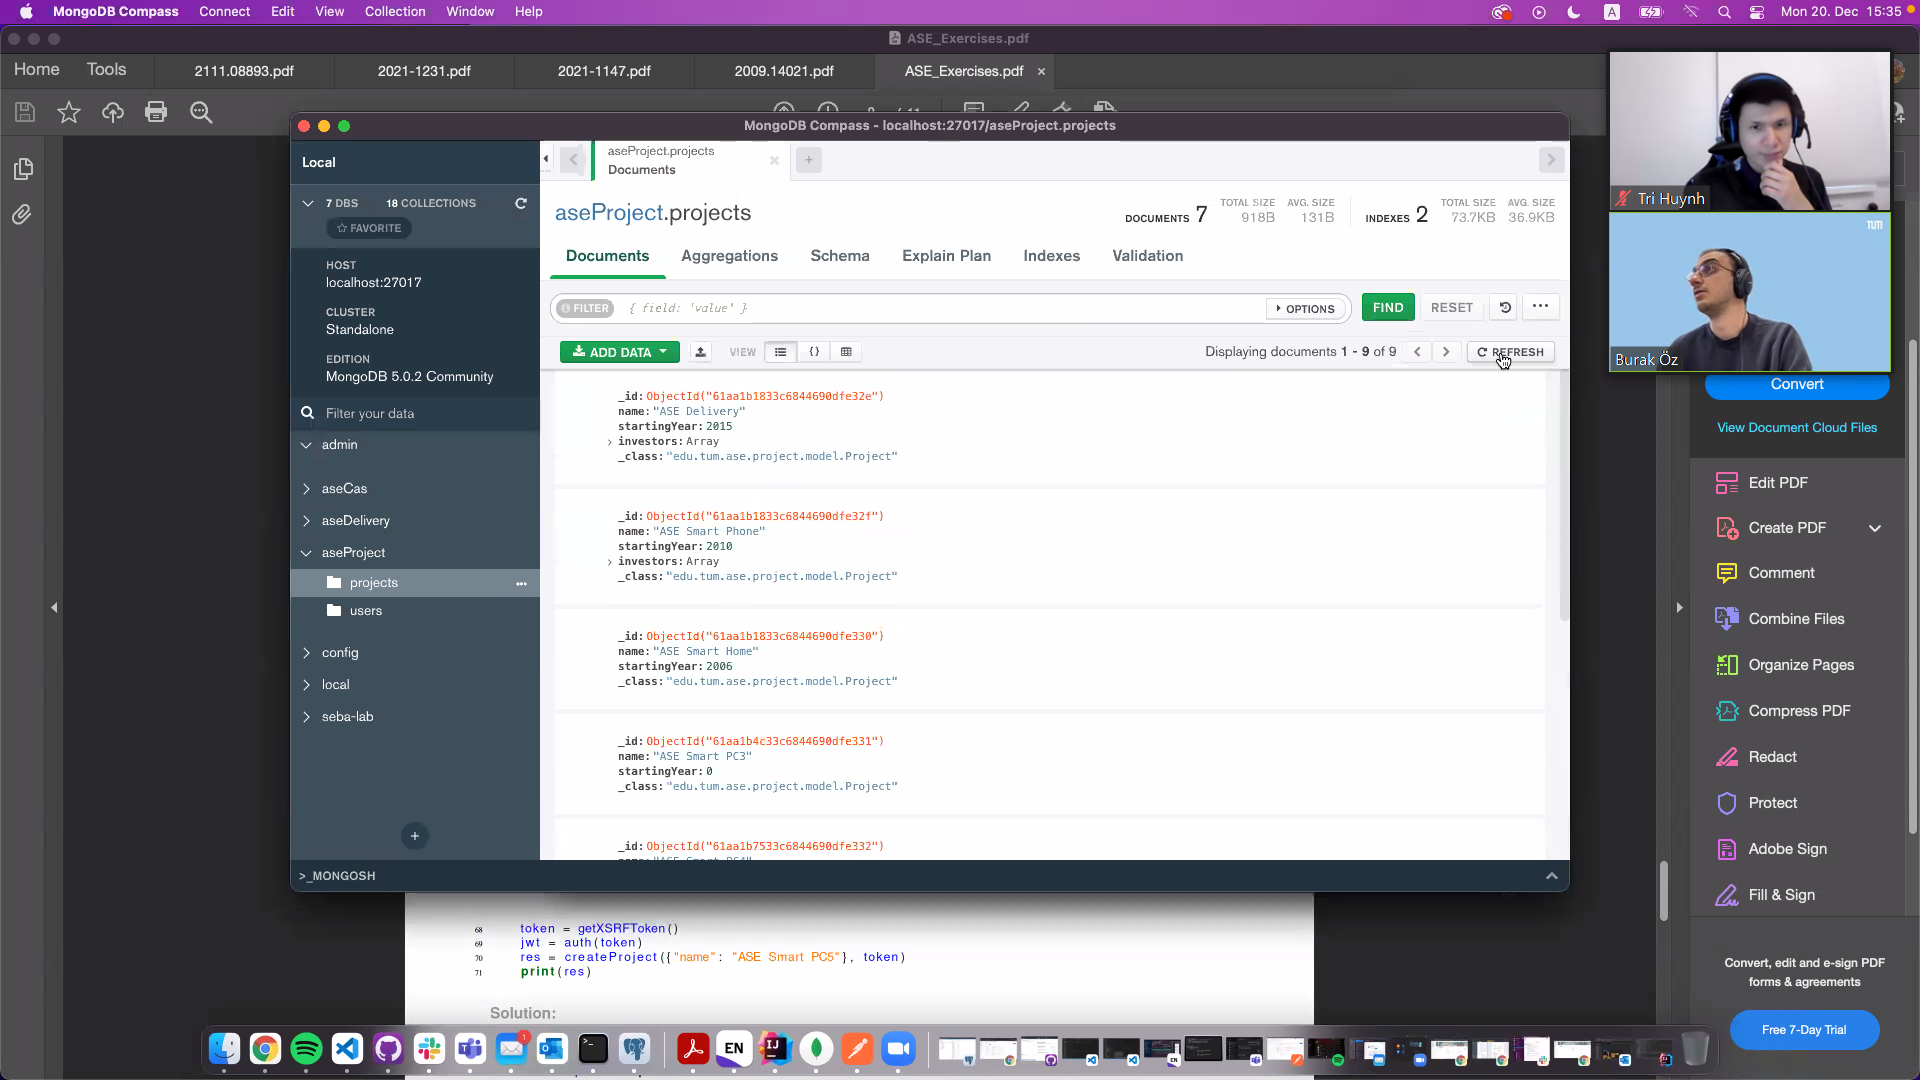 MongoDB Compass Connect Edit View Collection Window Help
A
Mon 20. Dec 15:35
ASE_Exercises.pdf
Home Tools 2111.08893.pdf 2021-1231.pdf 2021-1147.pdf 2009.14021.pdf ASE_Exercises.pdf ×
MongoDB Compass - localhost:27017/aseProject.projects
Local
7 DBS 18 COLLECTIONS
FAVORITE
HOST
localhost:27017
CLUSTER
Standalone
EDITION
MongoDB 5.0.2 Community
Filter your data
admin
aseCas
aseDelivery
aseProject
projects
users
config
local
seba-lab
+
>_MONGOSH
aseProject.projects
Documents
aseProject.projects
DOCUMENTS 7
TOTAL SIZE
918B
AVG. SIZE
131B
INDEXES 2
TOTAL SIZE
73.7KB
AVG. SIZE
36.9KB
Documents Aggregations Schema Explain Plan Indexes Validation
FILTER { field: 'value' } OPTIONS FIND RESET ...
ADD DATA VIEW {} Displaying documents 1 - 9 of 9 REFRESH
_id: ObjectId("61aa1b1833c6844690dfe32e")
name: "ASE Delivery"
startingYear: 2015
investors: Array
_class: "edu.tum.ase.project.model.Project"
_id: ObjectId("61aa1b1833c6844690dfe32f")
name: "ASE Smart Phone"
startingYear: 2010
investors: Array
_class: "edu.tum.ase.project.model.Project"
_id: ObjectId("61aa1b1833c6844690dfe330")
name: "ASE Smart Home"
startingYear: 2006
_class: "edu.tum.ase.project.model.Project"
_id: ObjectId("61aa1b4c33c6844690dfe331")
name: "ASE Smart PC3"
startingYear: 0
_class: "edu.tum.ase.project.model.Project"
_id: ObjectId("61aa1b7533c6844690dfe332")
68 token = getXSRFToken()
69 jwt = auth(token)
70 res = createProject({"name": "ASE Smart PC5"}, token)
71 print(res)
Solution:
Tri Huynh
TUM
Burak Öz
Convert
View Document Cloud Files
Edit PDF
Create PDF
Comment
Combine Files
Organize Pages
Compress PDF
Redact
Protect
Adobe Sign
Fill & Sign
Convert, edit and e-sign PDF
forms & agreements
Free 7-Day Trial
1
EN